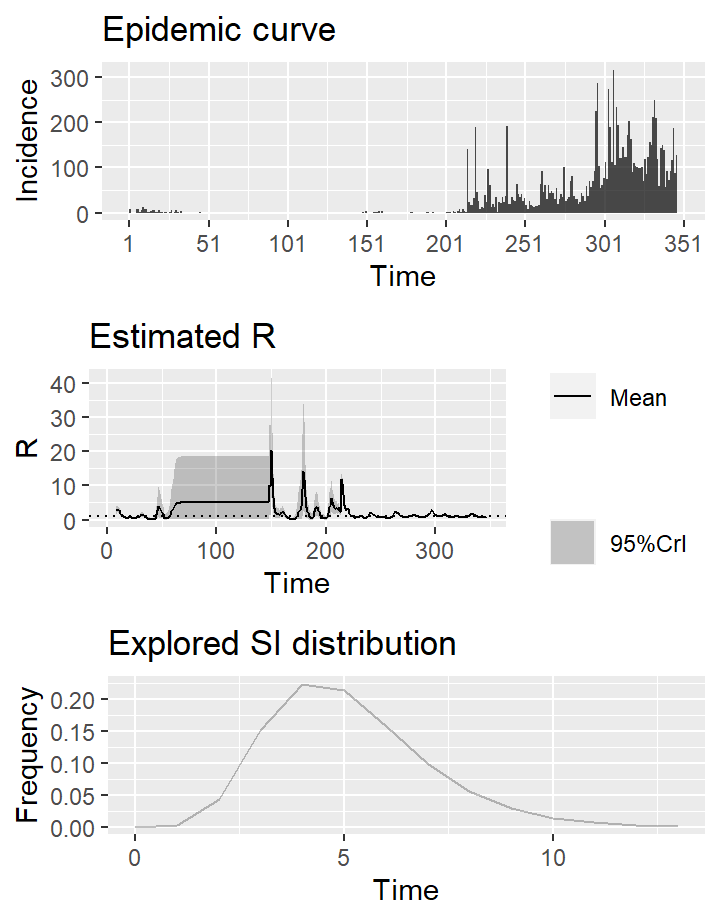 Epidemic curve
300
200
100
0
Incidence
1 51 101 151 201 251 301 351
Time
Estimated R
40
30
20
10
0
R
0 100 200 300
Time
Mean
95%CrI
Explored SI distribution
0.20
0.15
0.10
0.05
0.00
Frequency
0 5 10
Time